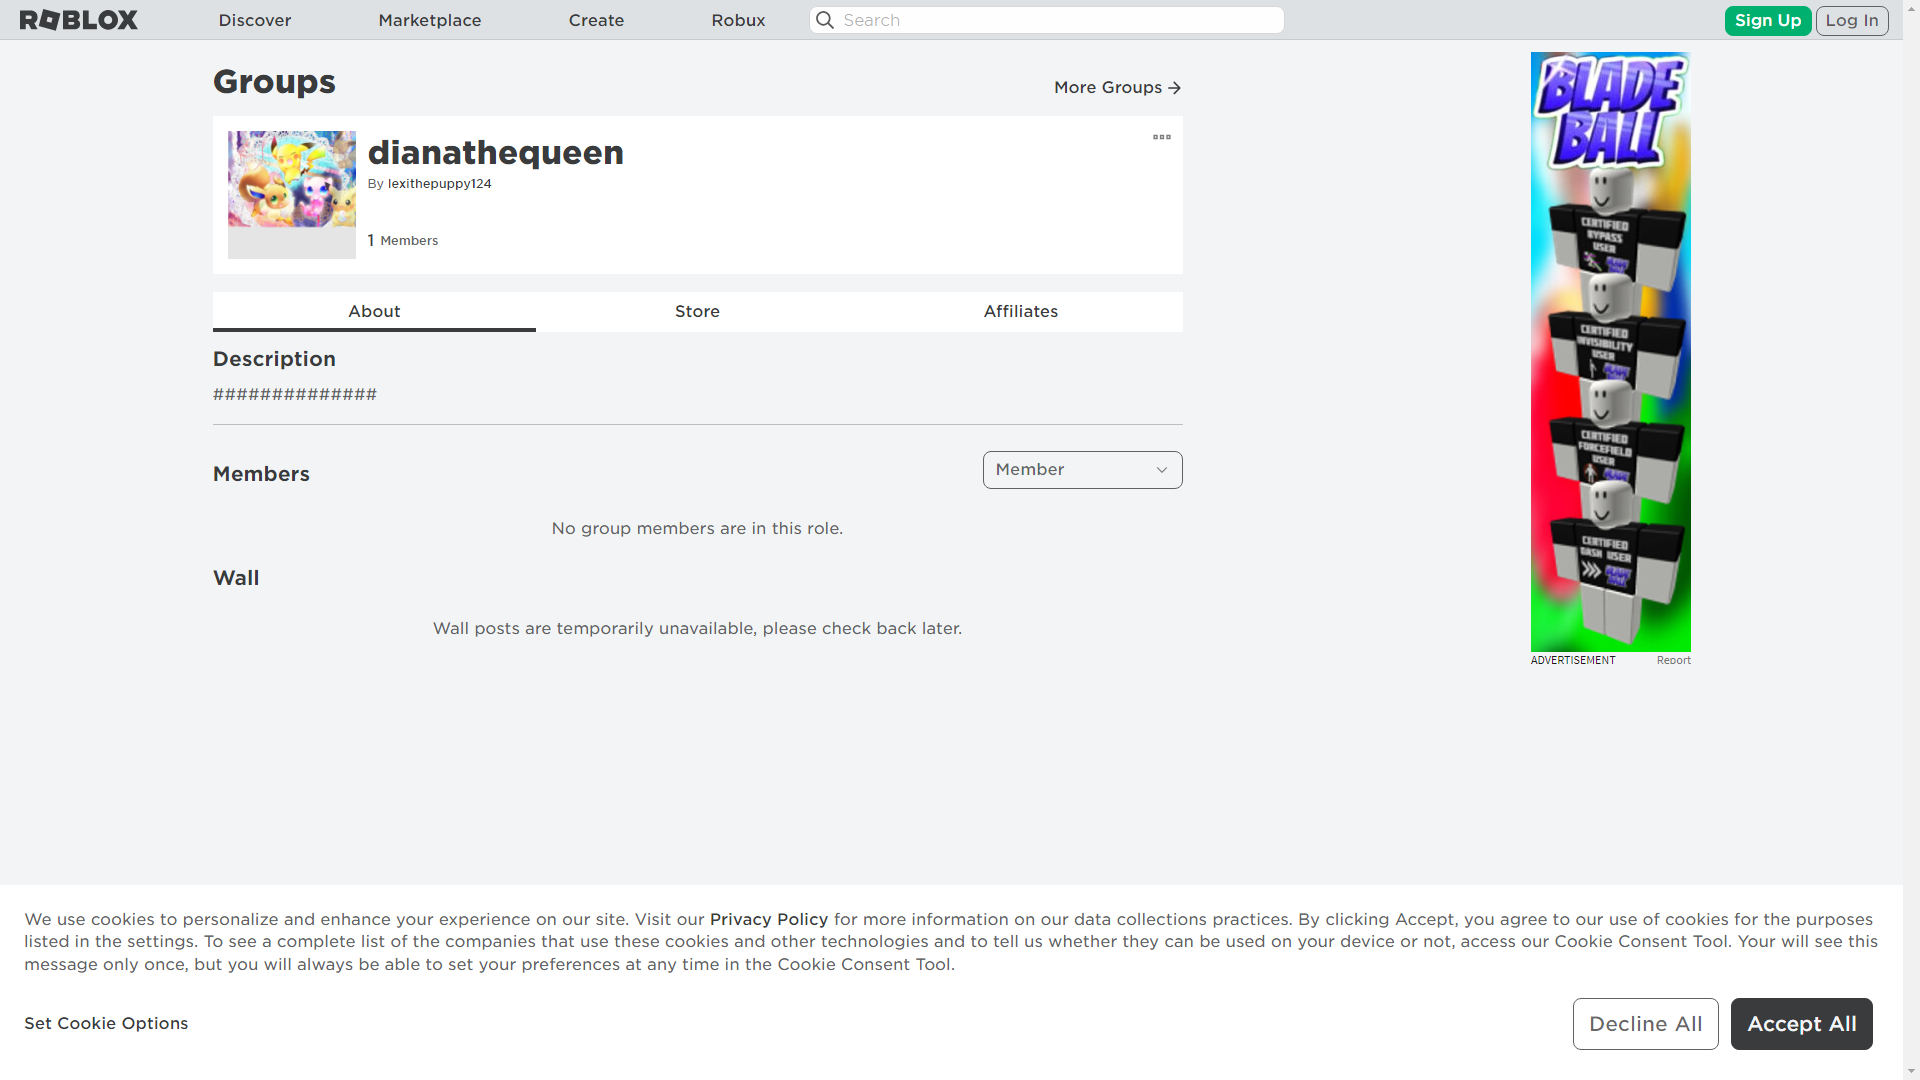 ROBLOX
Discover
Marketplace
Create
Robux
Search
Sign Up
Log In
Groups
More Groups
dianathequeen
By lexithepuppy124
1 Members
About
Store
Affiliates
Description
##############
Members
Member
No group members are in this role.
Wall
Wall posts are temporarily unavailable, please check back later.
BLADE
BALL
CERTIFIED
BYPASS
USER
BLADE
CERTIFIED
INVISIBILITY
USER
BLADE
CERTIFIED
FORCEFIELD
USER
BLADE
CERTIFIED
DASH USER
BLADE
BALL
ADVERTISEMENT
Report
We use cookies to personalize and enhance your experience on our site. Visit our Privacy Policy for more information on our data collections practices. By clicking Accept, you agree to our use of cookies for the purposes
listed in the settings. To see a complete list of the companies that use these cookies and other technologies and to tell us whether they can be used on your device or not, access our Cookie Consent Tool. Your will see this
message only once, but you will always be able to set your preferences at any time in the Cookie Consent Tool.
Set Cookie Options
Decline All
Accept All